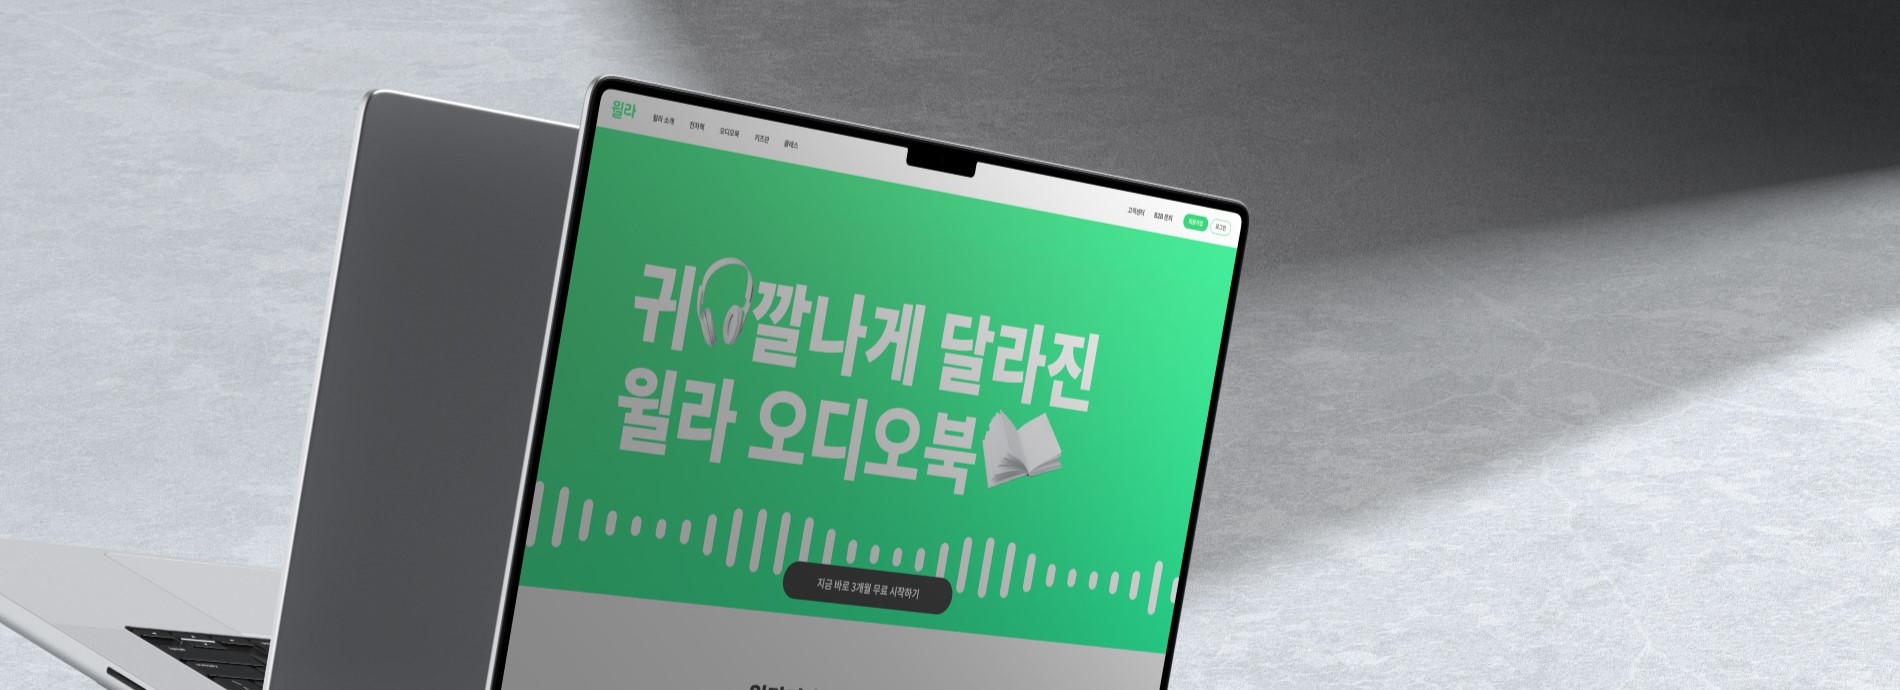 윌라
윌라 소개 전자책 오디오북 키즈관 클래스
고객센터 B2B 문의 회원가입 로그인
귀 깔나게 달라진
윌라 오디오북
지금 바로 3개월 무료 시작하기